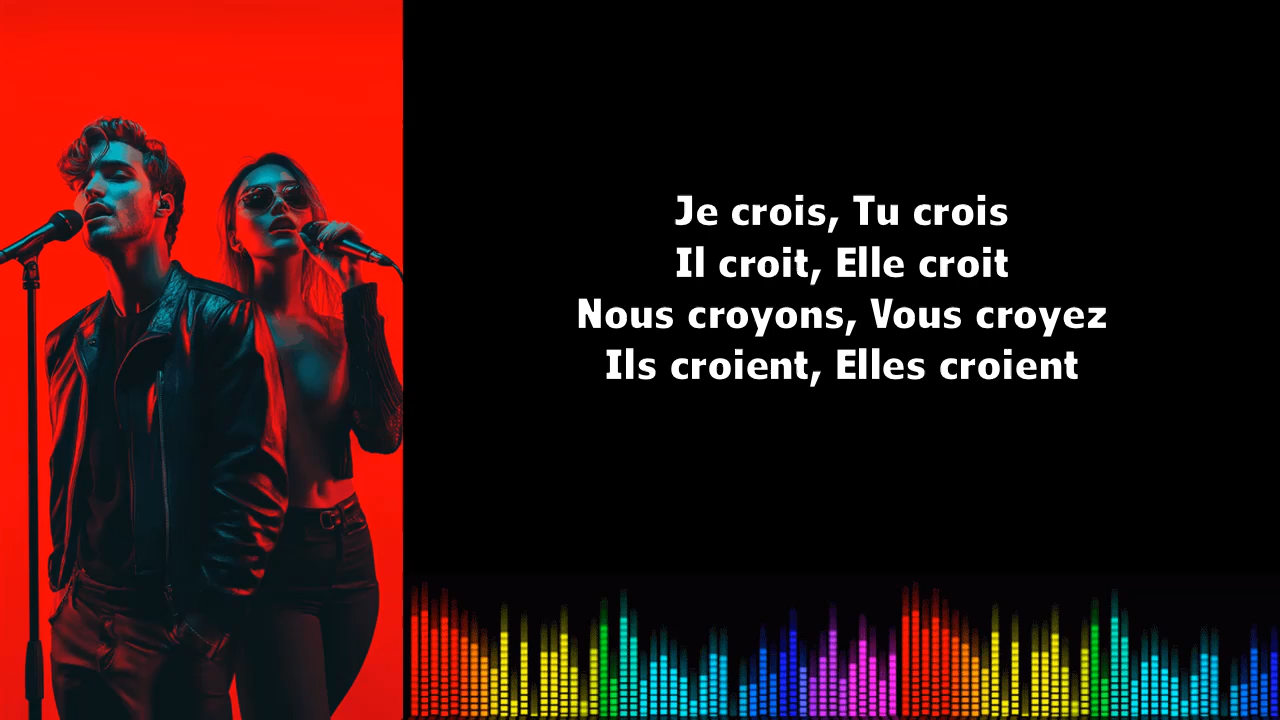 Je crois, Tu crois
Il croit, Elle croit
Nous croyons, Vous croyez
Ils croient, Elles croient